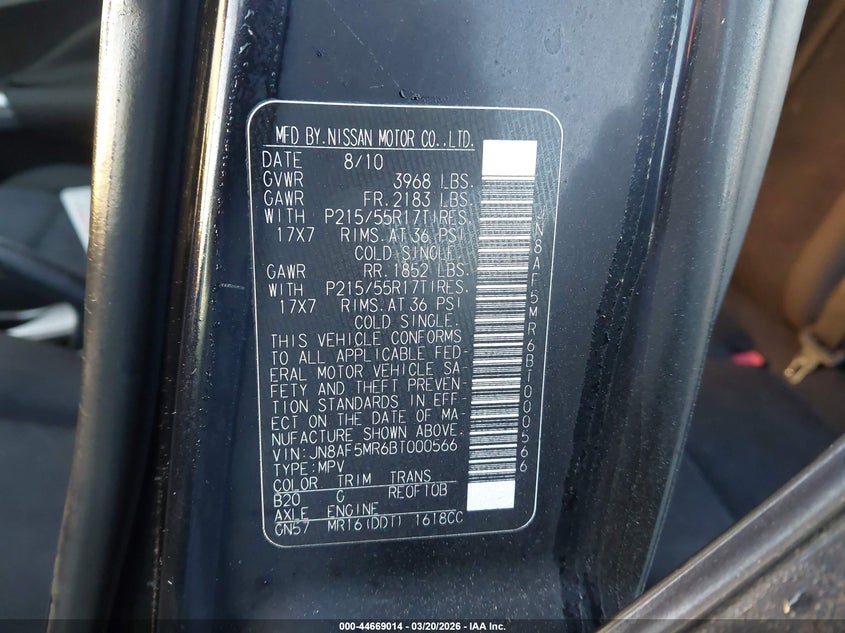 MFD BY.NISSAN MOTOR CO.,LTD.
DATE 8/10
GVWR 3968 LBS.
GAWR FR.2183 LBS.
WITH P215/55R17TIRES.
17X7 RIMS.AT 36 PSI
COLD SINGLE.
GAWR RR.1852 LBS.
WITH P215/55R17TIRES.
17X7 RIMS.AT 36 PSI
COLD SINGLE.
THIS VEHICLE CONFORMS
TO ALL APPLICABLE FED-
ERAL MOTOR VEHICLE SA-
FETY AND THEFT PREVEN-
TION STANDARDS IN EFF-
ECT ON THE DATE OF MA-
NUFACTURE SHOWN ABOVE.
VIN:JN8AF5MR6BT000566
TYPE:MPV
COLOR TRIM TRANS
B20 G RE0F10B
AXLE ENGINE
GN57 MR16(DDT) 1618CC
JN8AF5MR6BT000566
000-44669014 - 03/20/2026 - IAA Inc.